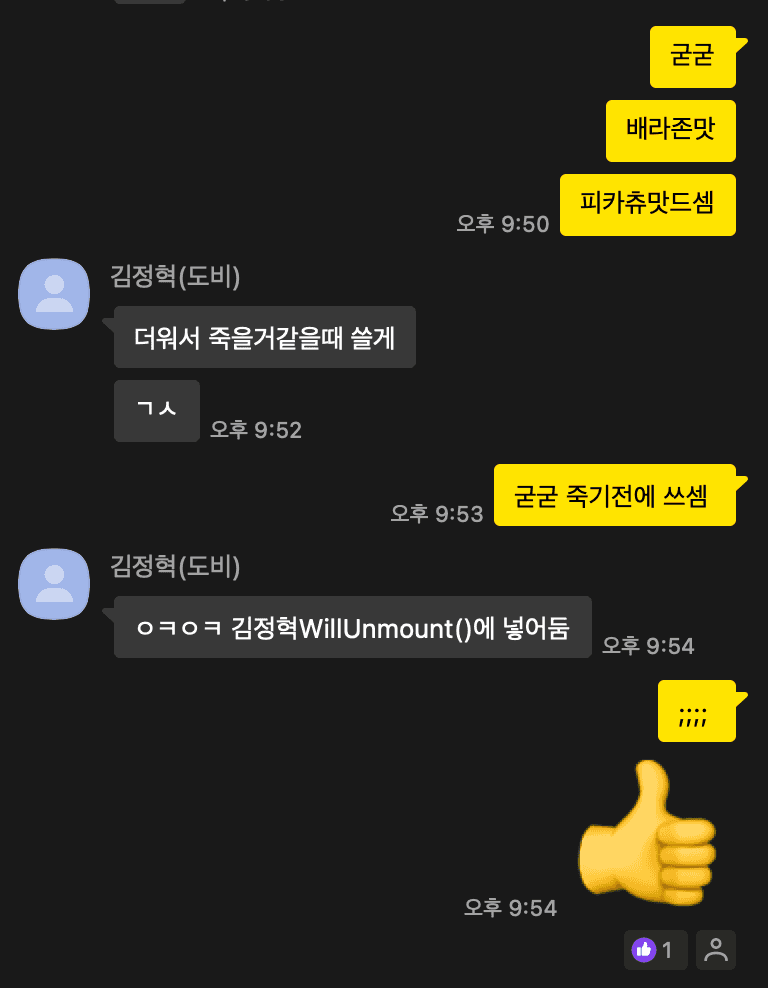 굳굳
배라존맛
피카츄맛드셈
오후 9:50
김정혁(도비)
더워서 죽을거같을때 쓸게
ㄱㅅ
오후 9:52
굳굳 죽기전에 쓰셈
오후 9:53
김정혁(도비)
ㅇㅋㅇㅋ 김정혁WillUnmount()에 넣어둠
오후 9:54
;;;;
오후 9:54
1